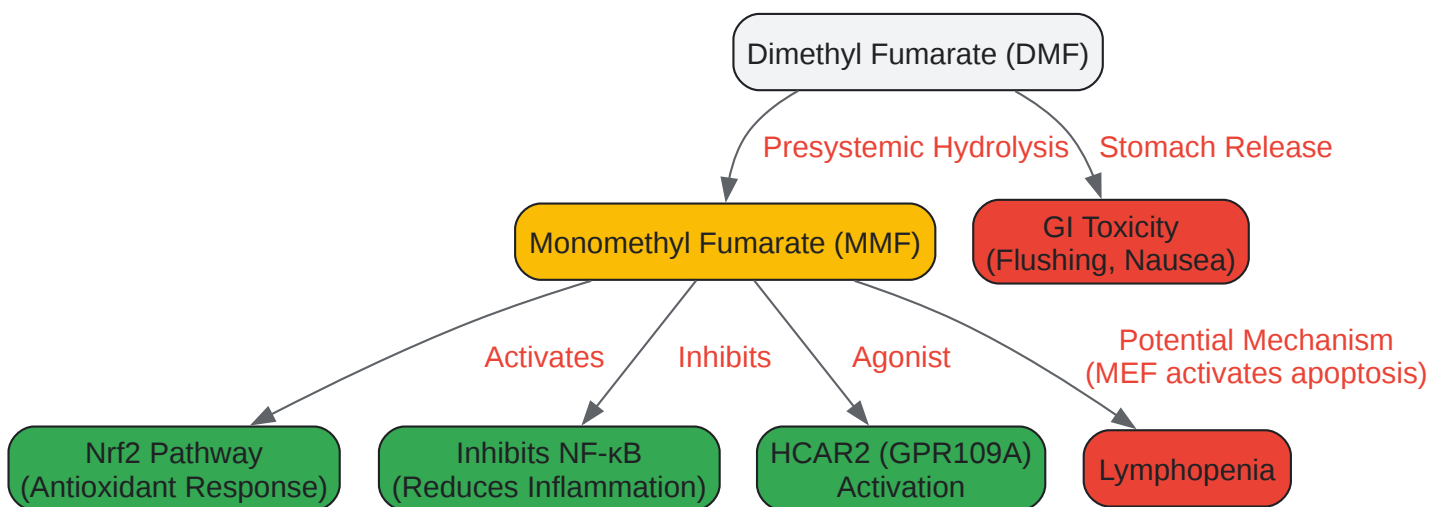 Dimethyl Fumarate (DMF)
Presystemic Hydrolysis
Stomach Release
Monomethyl Fumarate (MMF)
GI Toxicity
(Flushing, Nausea)
Activates
Inhibits
Agonist
Potential Mechanism
(MEF activates apoptosis)
Nrf2 Pathway
(Antioxidant Response)
Inhibits NF-κB
(Reduces Inflammation)
HCAR2 (GPR109A)
Activation
Lymphopenia